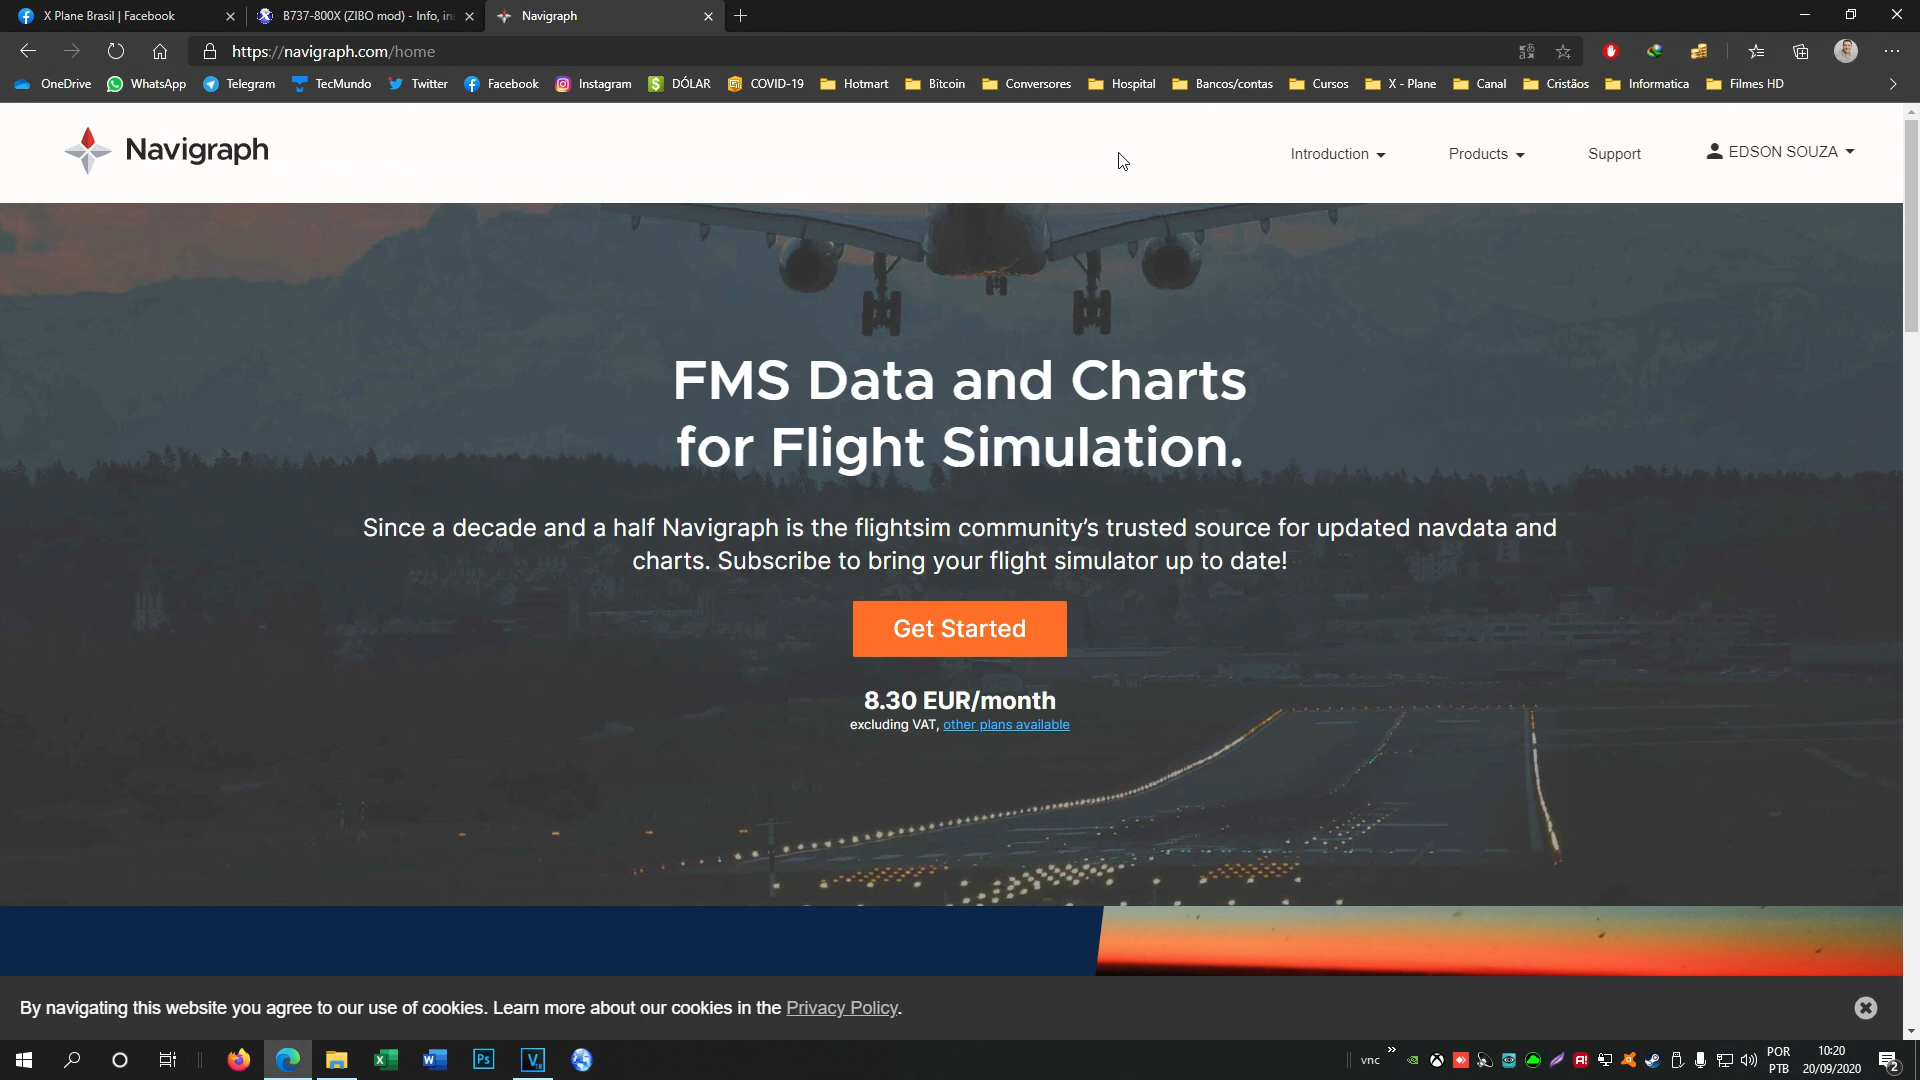 X Plane Brasil | Facebook
B737-800X (ZIBO mod) - Info, in
Navigraph
https://navigraph.com/home
OneDrive
WhatsApp
Telegram
TecMundo
Twitter
Facebook
Instagram
DÓLAR
COVID-19
Hotmart
Bitcoin
Conversores
Hospital
Bancos/contas
Cursos
X - Plane
Canal
Cristãos
Informatica
Filmes HD
Navigraph
Introduction
Products
Support
EDSON SOUZA
FMS Data and Charts
for Flight Simulation.
Since a decade and a half Navigraph is the flightsim community’s trusted source for updated navdata and
charts. Subscribe to bring your flight simulator up to date!
Get Started
8.30 EUR/month
excluding VAT, other plans available
By navigating this website you agree to our use of cookies. Learn more about our cookies in the Privacy Policy.
Ps
V
vnc
POR
PTB
10:20
20/09/2020
2